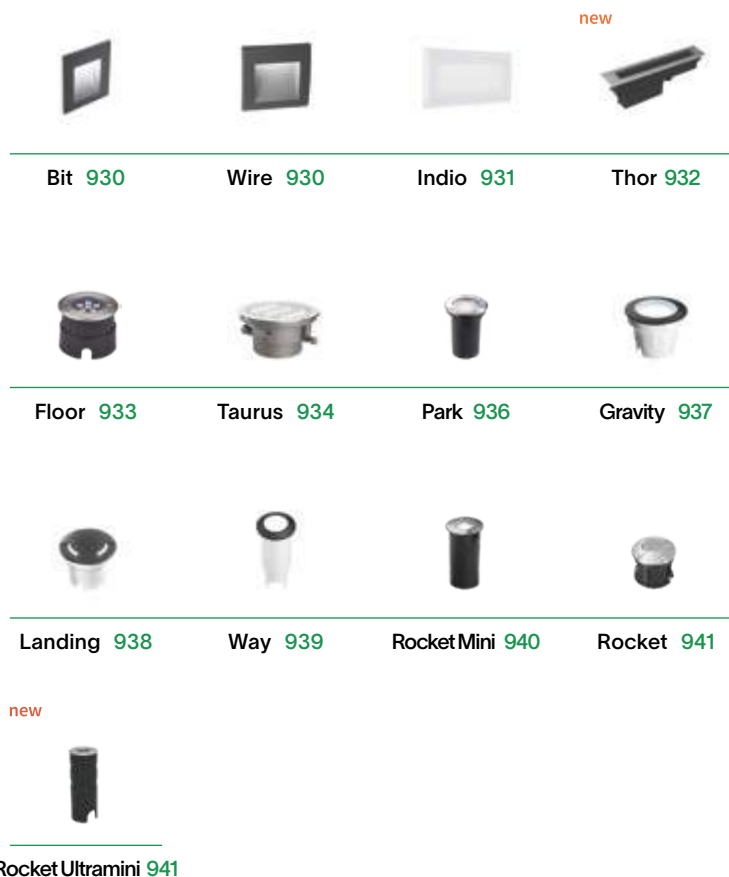 new
Bit 930 Wire 930 Indio 931 Thor 932
Floor 933 Taurus 934 Park 936 Gravity 937
Landing 938 Way 939 Rocket Mini 940 Rocket 941
new
Rocket Ultramini 941